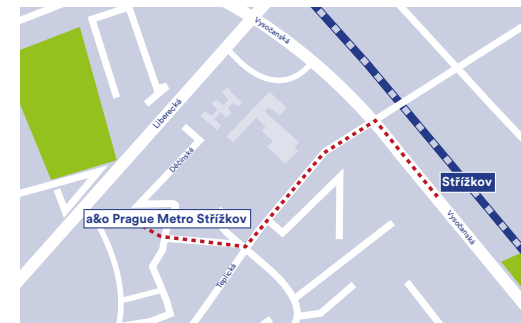 Vysočanská
Liberecká
Děčínská
Střížkov
a&o Prague Metro Střížkov
Vysočanská
Teplická